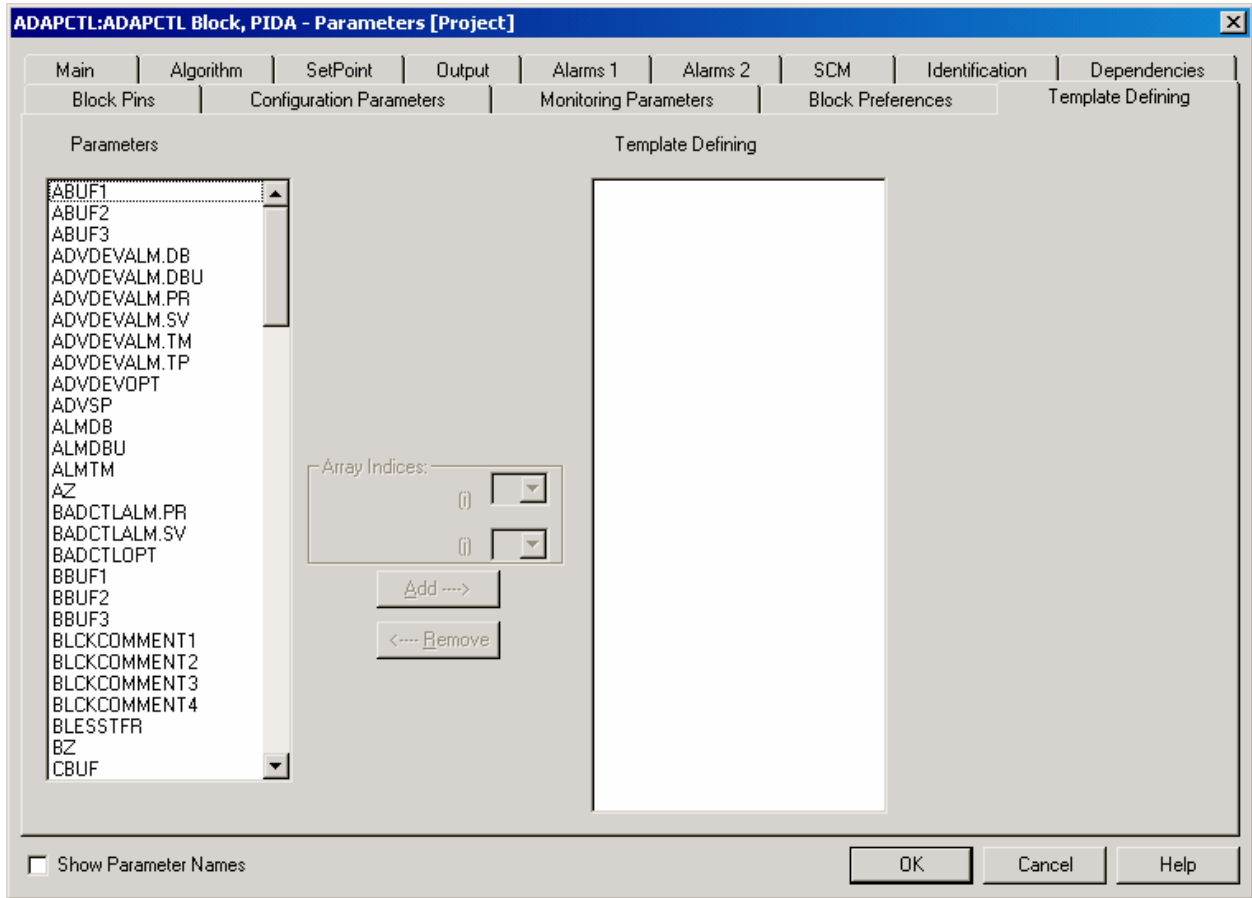 ADAPCTL:ADAPCTL Block, PIDA - Parameters [Project]
Main Algorithm SetPoint Output Alarms 1 Alarms 2 SCM Identification Dependencies
Block Pins Configuration Parameters Monitoring Parameters Block Preferences Template Defining
Parameters
Template Defining
ABUF1
ABUF2
ABUF3
ADVDEVALM.DB
ADVDEVALM.DBU
ADVDEVALM.PR
ADVDEVALM.SV
ADVDEVALM.TM
ADVDEVALM.TP
ADVDEVOPT
ADVSP
ALMDB
ALMDBU
ALMTM
AZ
BADCTLALM.PR
BADCTLALM.SV
BADCTLOPT
BBUF1
BBUF2
BBUF3
BLCKCOMMENT1
BLCKCOMMENT2
BLCKCOMMENT3
BLCKCOMMENT4
BLESSTFR
BZ
CBUF
Array Indices:
(i)
(j)
Add ---->
<---- Remove
Show Parameter Names
OK Cancel Help